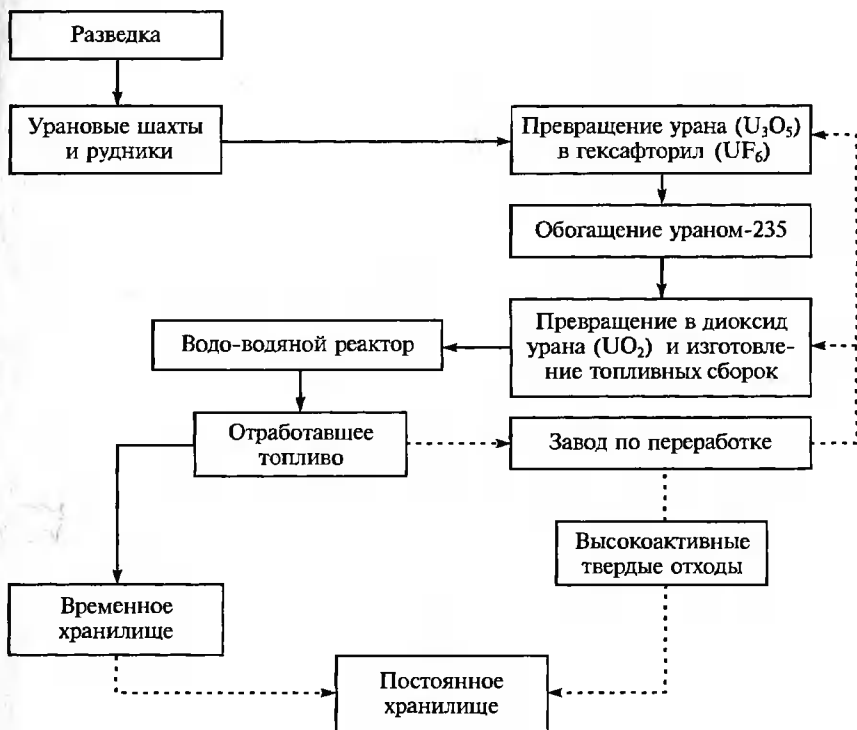 Разведка
Урановые шахты
и рудники
Превращение урана (U₃O₅)
в гексафторил (UF₆)
Обогащение ураном-235
Превращение в диоксид
урана (UO₂) и изготовле-
ние топливных сборок
Водо-водяной реактор
Отработавшее
топливо
Завод по переработке
Высокоактивные
твердые отходы
Временное
хранилище
Постоянное
хранилище